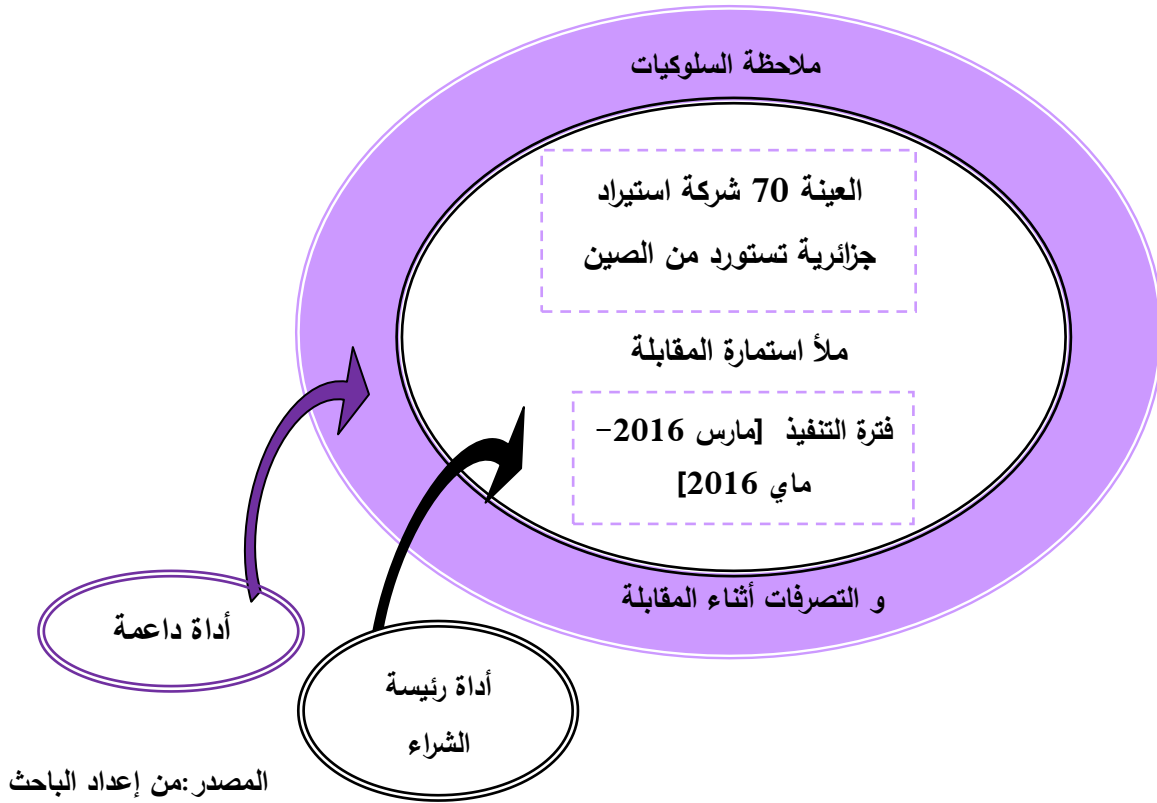 ملاحظة السلوكيات
العينة 70 شركة استيراد
جزائرية تستورد من الصين
ملأ استمارة المقابلة
فترة التنفيذ [مارس 2016-
ماي 2016]
و التصرفات أثناء المقابلة
أداة داعمة
أداة رئيسة
الشراء
المصدر:من إعداد الباحث